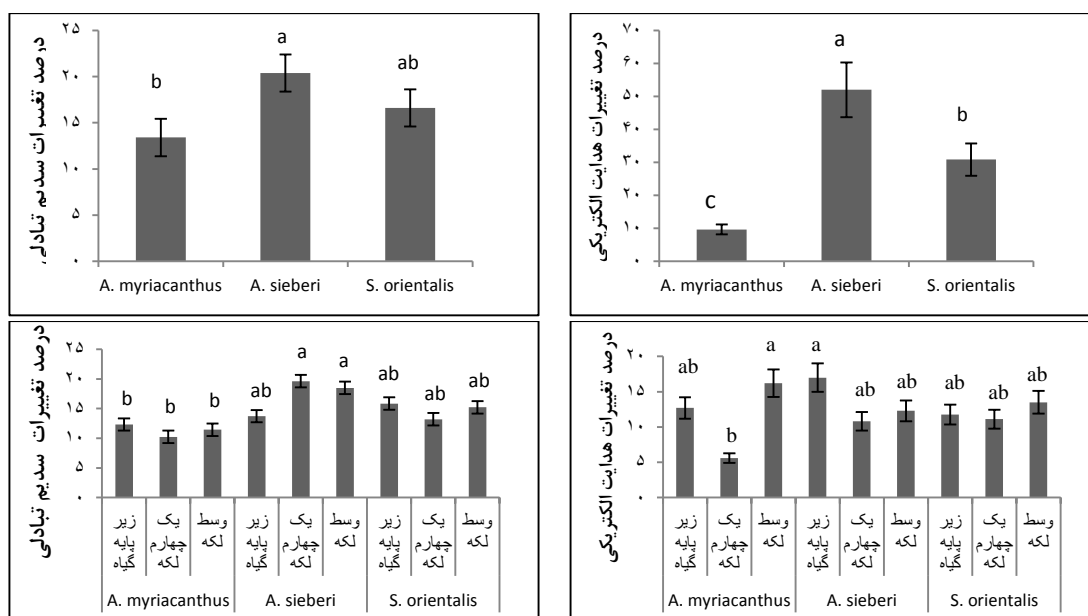 درصد تغییرات سدیم تبادلی
۲۵
۲۰
۱۵
۱۰
۵
۰
b
a
ab
A. myriacanthus A. sieberi S. orientalis
درصد تغییرات هدایت الکتریکی
۷۰
۶۰
۵۰
۴۰
۳۰
۲۰
۱۰
۰
c
a
b
A. myriacanthus A. sieberi S. orientalis
درصد تغییرات سدیم تبادلی
۲۵
۲۰
۱۵
۱۰
۵
۰
b b b ab a a ab ab ab
زیر پایه گیاه
یک چهارم لکه
وسط لکه
زیر پایه گیاه
یک چهارم لکه
وسط لکه
زیر پایه گیاه
یک چهارم لکه
وسط لکه
A. myriacanthus A. sieberi S. orientalis
درصد تغییرات هدایت الکتریکی
۲۰
۱۵
۱۰
۵
۰
ab b a a ab ab ab ab ab
زیر پایه گیاه
یک چهارم لکه
وسط لکه
زیر پایه گیاه
یک چهارم لکه
وسط لکه
زیر پایه گیاه
یک چهارم لکه
وسط لکه
A. myriacanthus A. sieberi S. orientalis